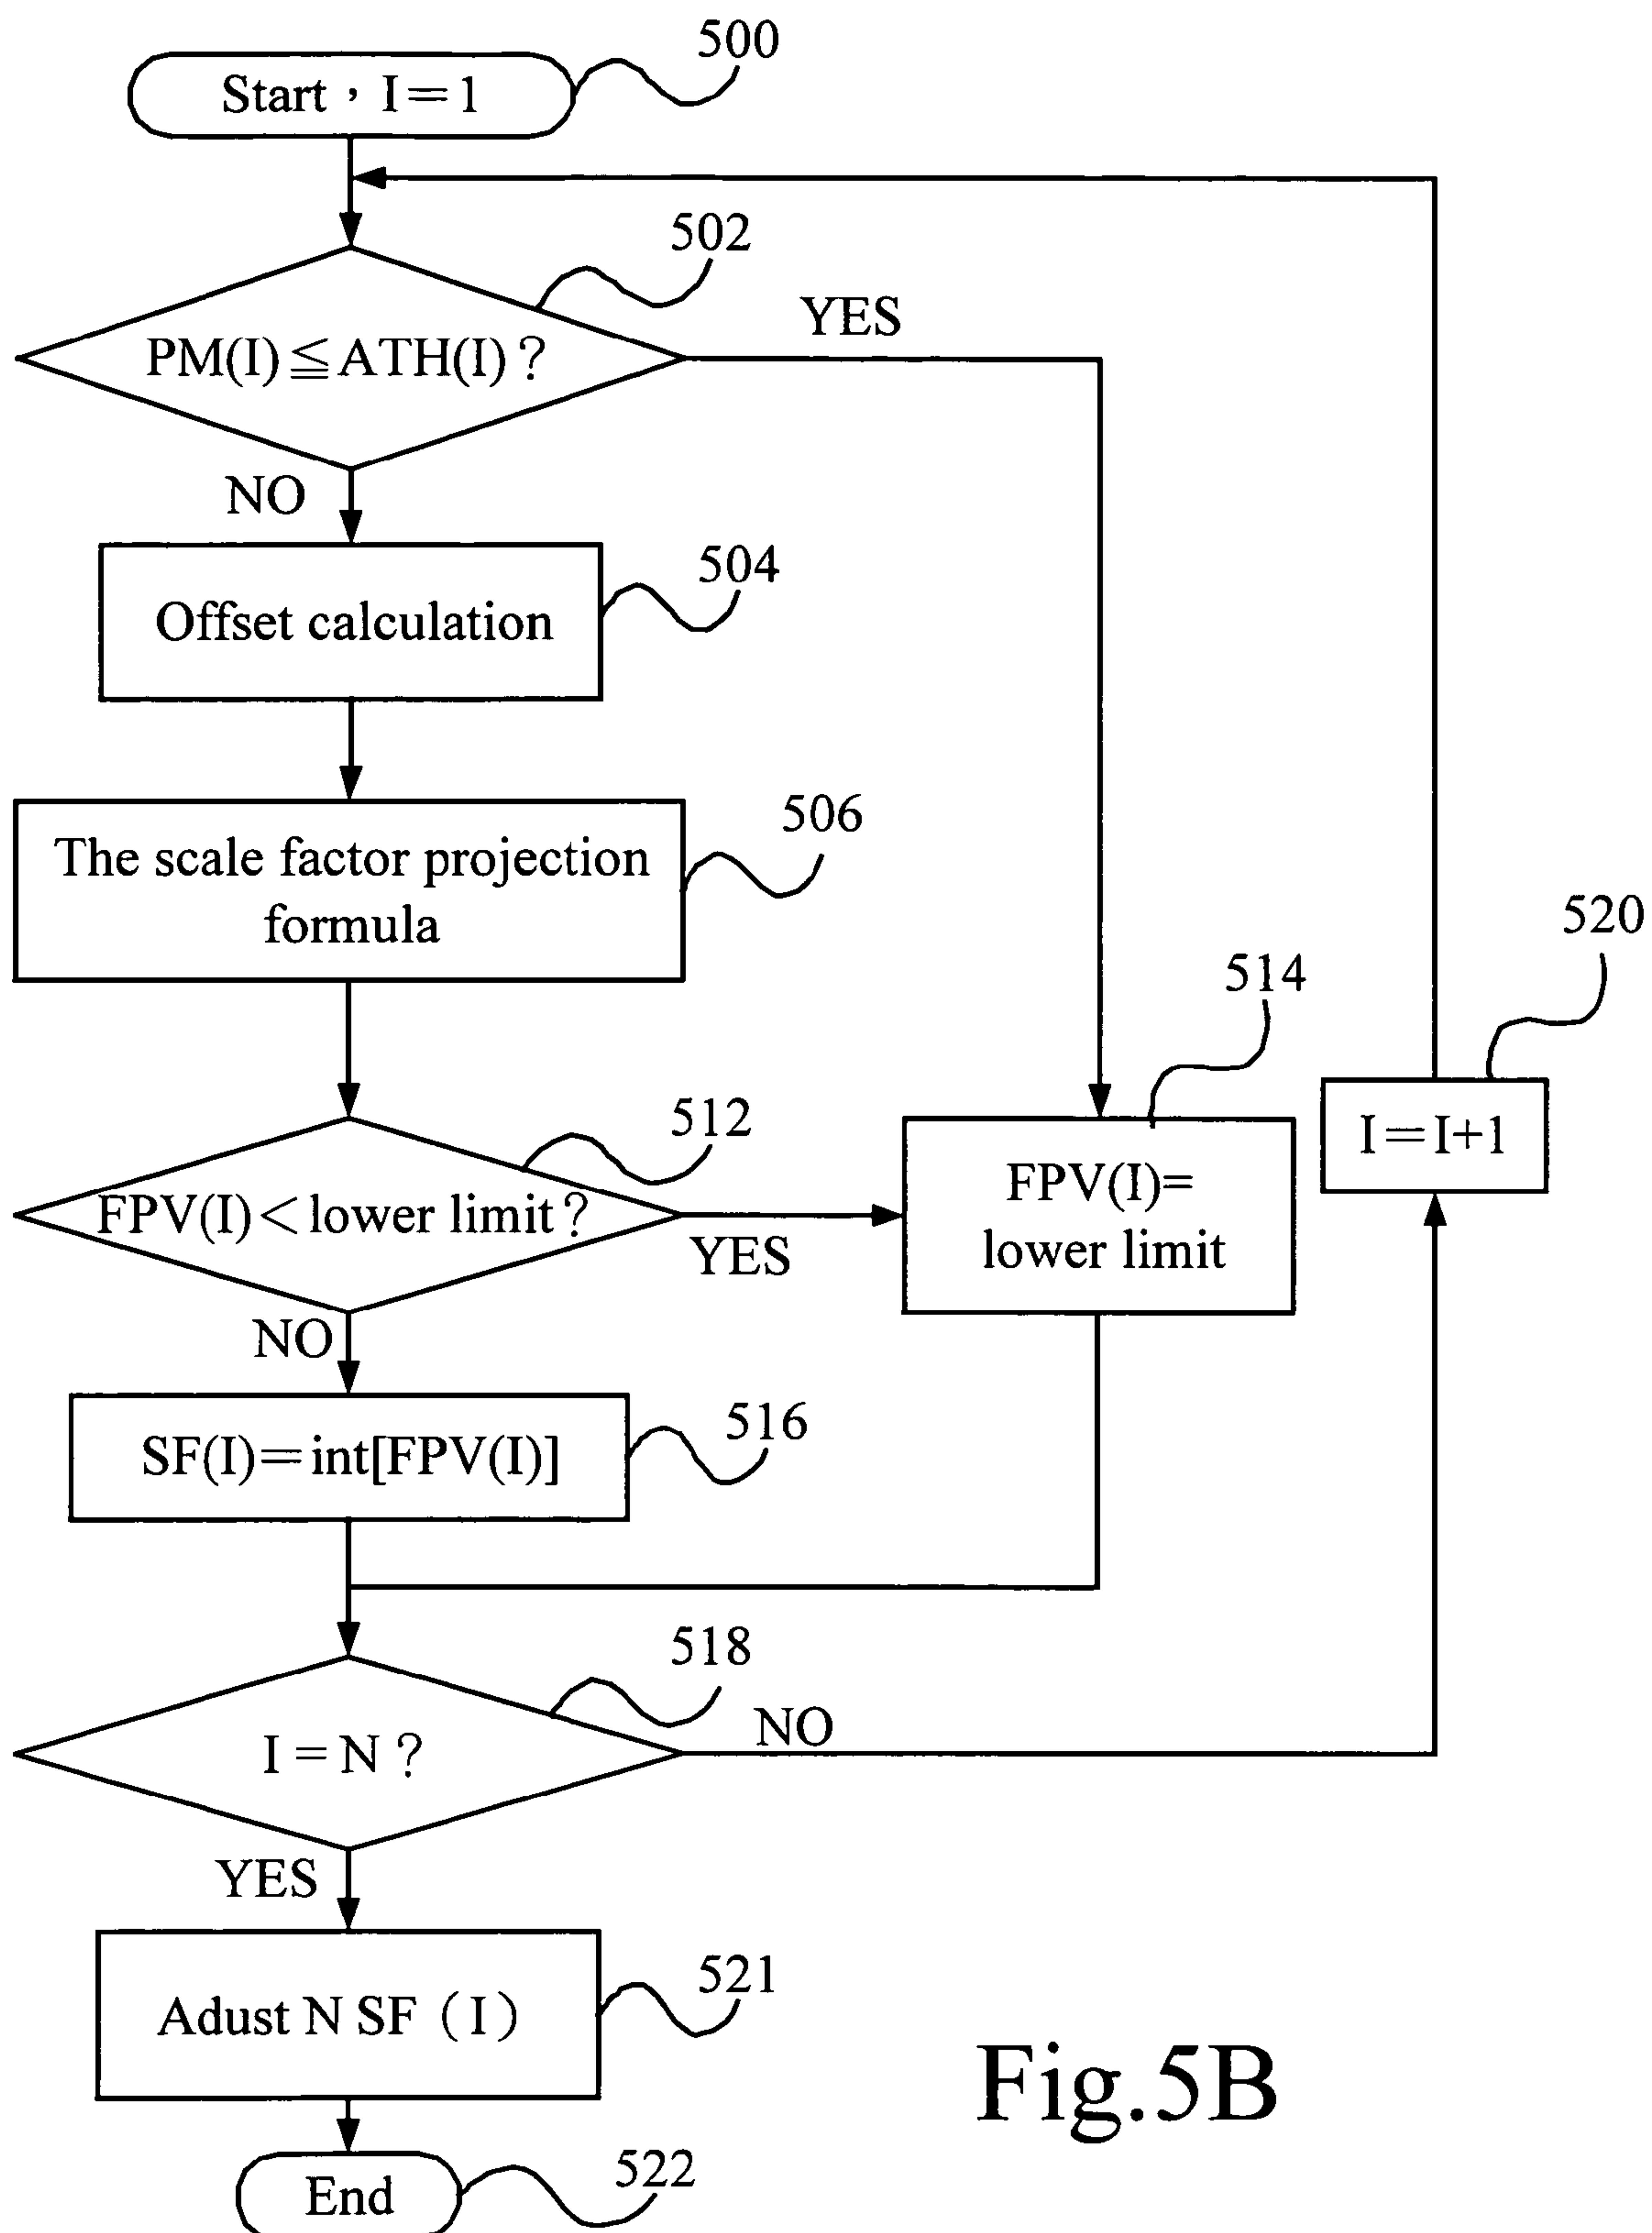 500
Start，I＝1
502
PM(I)≦ATH(I)？
YES
NO
504
Offset calculation
506
The scale factor projection
formula
520
514
512
I＝I+1
FPV(I)=
lower limit
FPV(I)＜lower limit？
YES
NO
516
SF(I)＝int[FPV(I)]
518
NO
I＝N？
YES
521
Adust N SF（I）
Fig.5B
522
End